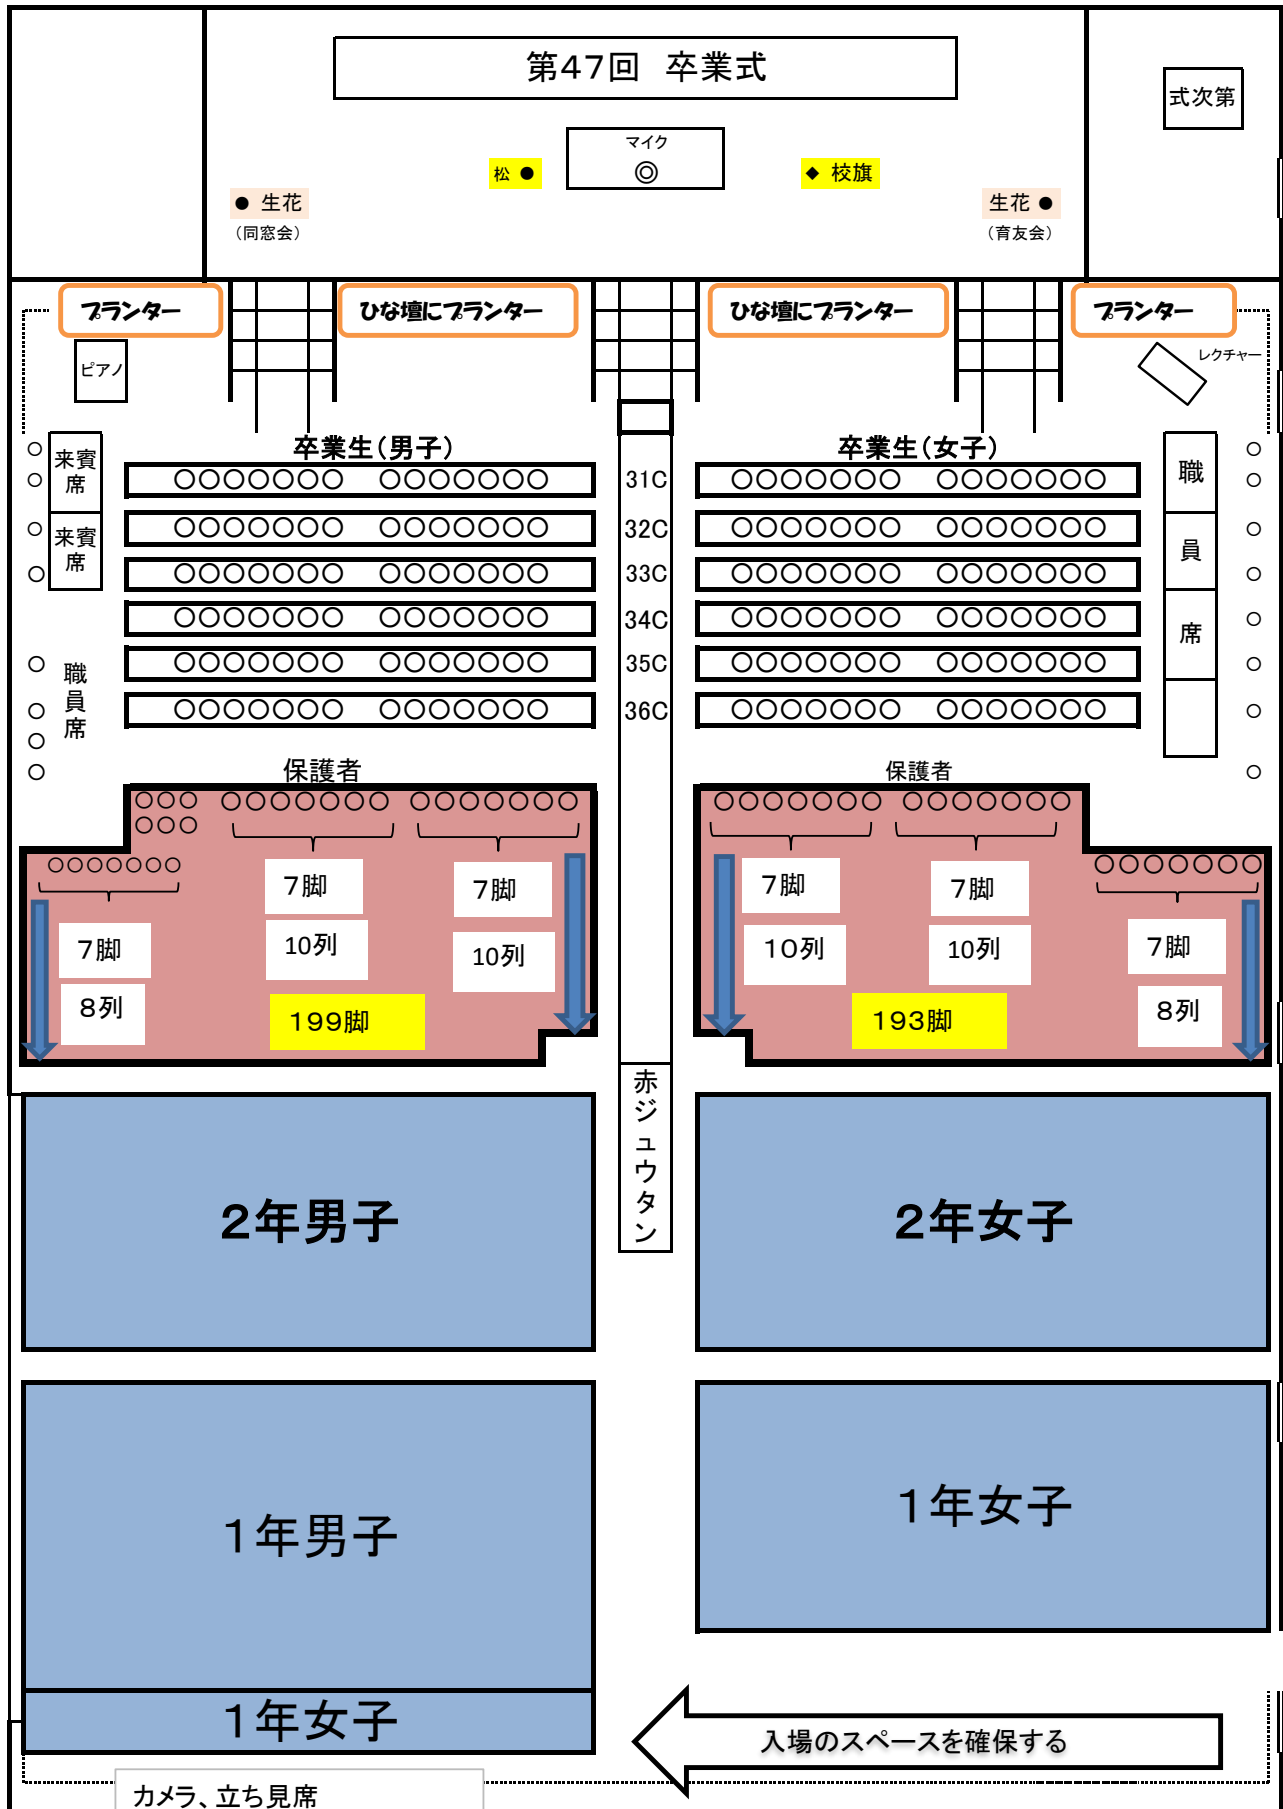 第47回　卒業式
式次第
マイク
◎
松 ●
◆ 校旗
● 生花
（同窓会）
生花 ●
（育友会）
プランター
ひな壇にプランター
ひな壇にプランター
プランター
ピアノ
レクチャー
卒業生（男子）
卒業生（女子）
来賓席
来賓席
職員席
31C
32C
33C
34C
35C
36C
職員席
保護者
保護者
7脚
10列
7脚
10列
7脚
8列
199脚
7脚
10列
7脚
10列
7脚
8列
193脚
赤ジュウタン
2年男子
2年女子
1年男子
1年女子
1年女子
入場のスペースを確保する
カメラ、立ち見席